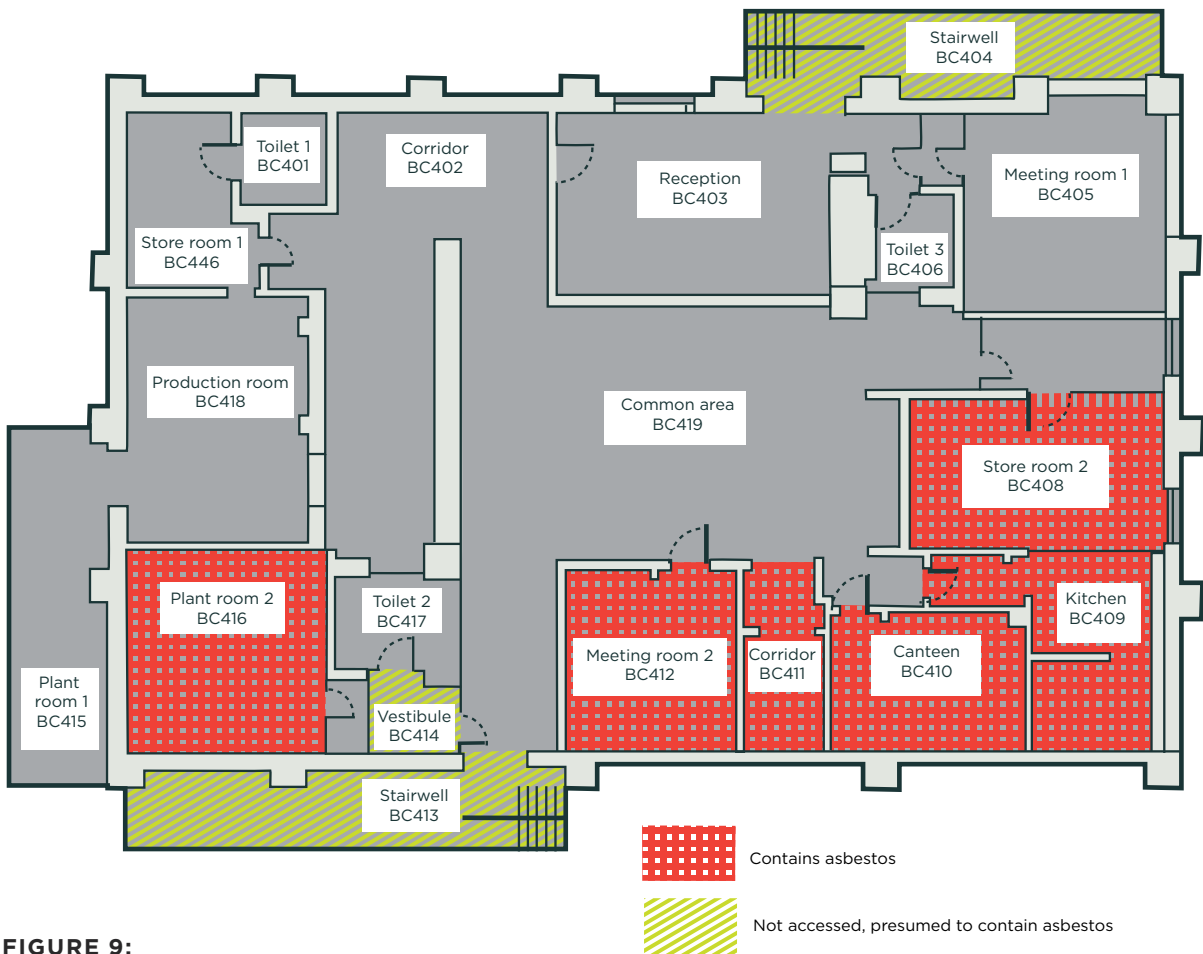 Stairwell
BC404
Toilet 1
BC401
Corridor
BC402
Reception
BC403
Meeting room 1
BC405
Store room 1
BC446
Toilet 3
BC406
Production room
BC418
Common area
BC419
Store room 2
BC408
Plant room 2
BC416
Toilet 2
BC417
Kitchen
BC409
Meeting room 2
BC412
Corridor
BC411
Canteen
BC410
Plant
room 1
BC415
Vestibule
BC414
Stairwell
BC413
Contains asbestos
Not accessed, presumed to contain asbestos
FIGURE 9: